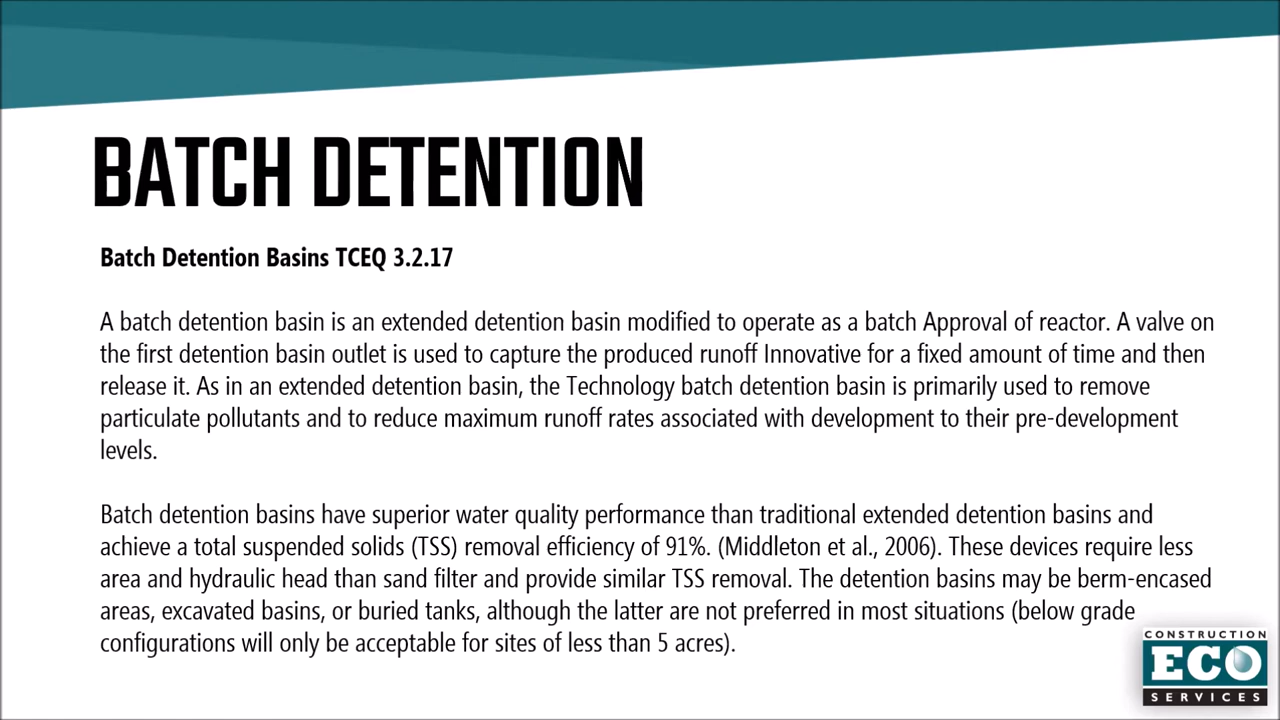 BATCH DETENTION
Batch Detention Basins TCEQ 3.2.17
A batch detention basin is an extended detention basin modified to operate as a batch Approval of reactor. A valve on
the first detention basin outlet is used to capture the produced runoff Innovative for a fixed amount of time and then
release it. As in an extended detention basin, the Technology batch detention basin is primarily used to remove
particulate pollutants and to reduce maximum runoff rates associated with development to their pre-development
levels.
Batch detention basins have superior water quality performance than traditional extended detention basins and
achieve a total suspended solids (TSS) removal efficiency of 91%. (Middleton et al., 2006). These devices require less
area and hydraulic head than sand filter and provide similar TSS removal. The detention basins may be berm-encased
areas, excavated basins, or buried tanks, although the latter are not preferred in most situations (below grade
configurations will only be acceptable for sites of less than 5 acres).
CONSTRUCTION
ECO
SERVICES